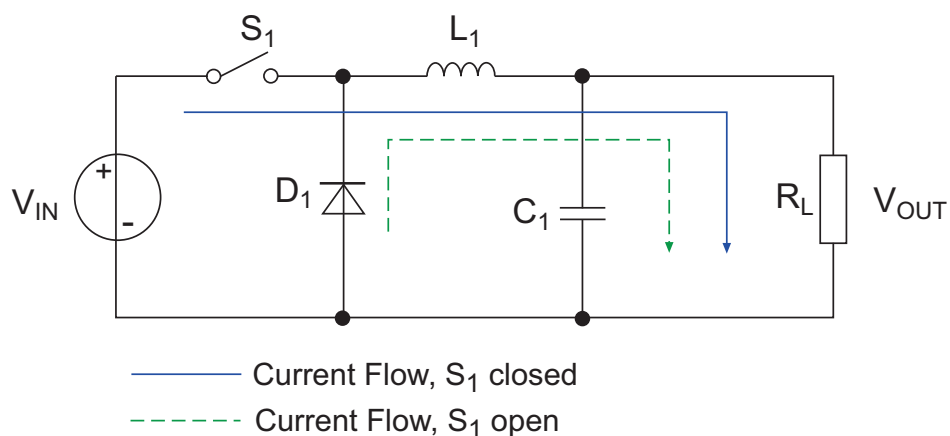 S1
L1
+
-
VIN
D1
C1
RL
VOUT
Current Flow, S1 closed
Current Flow, S1 open